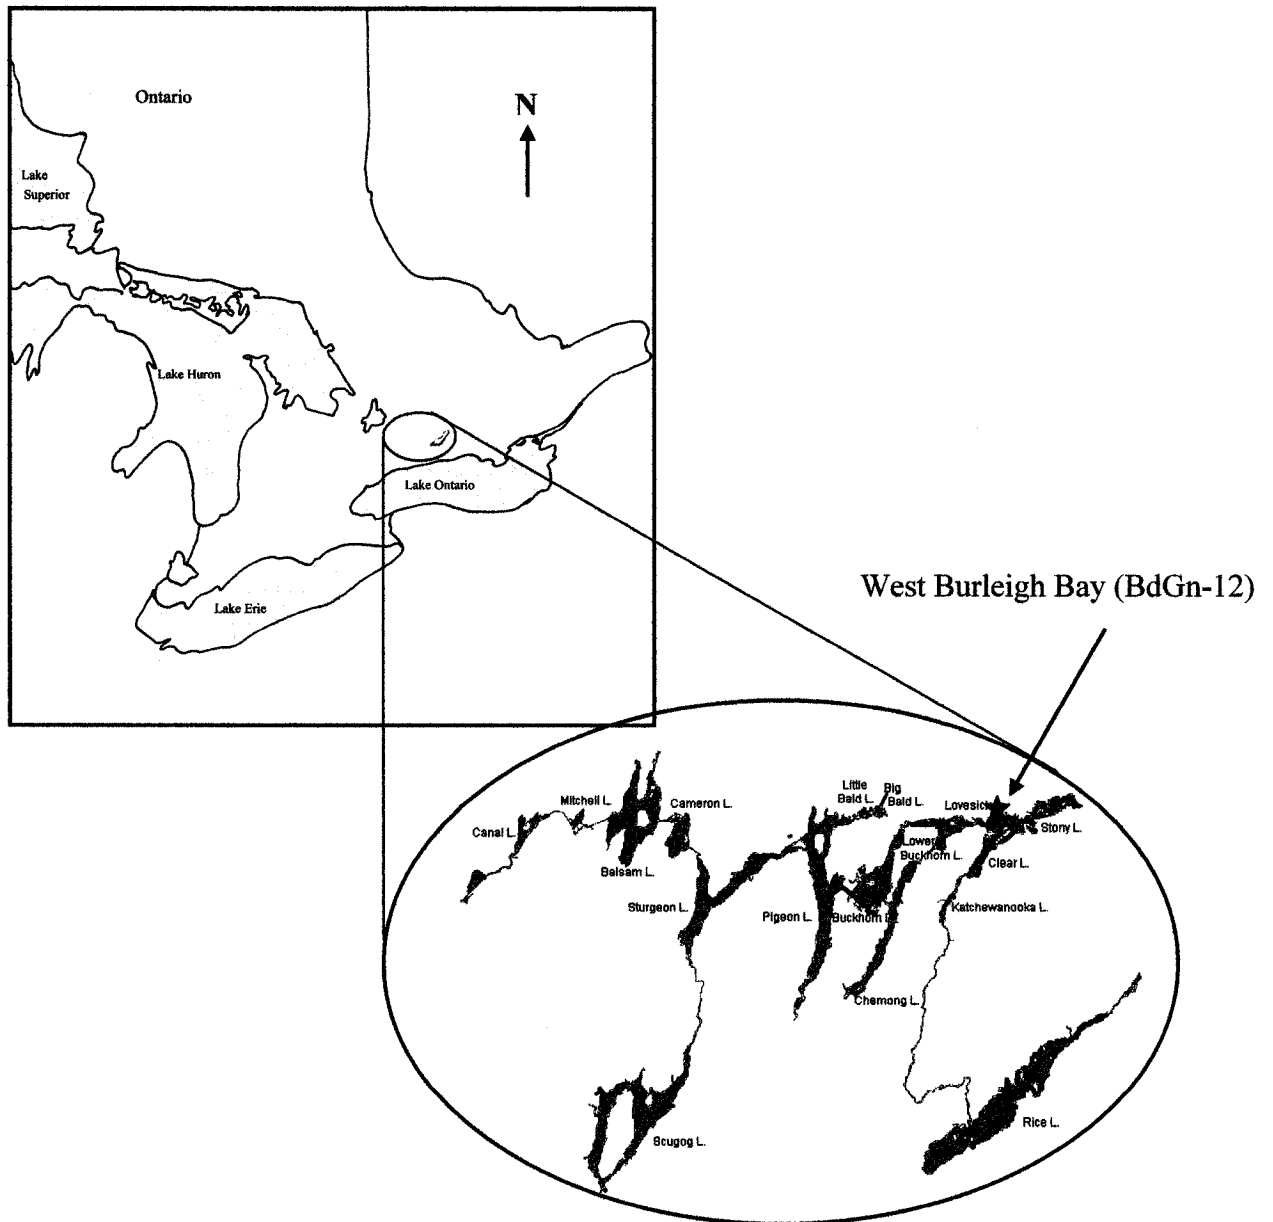 Ontario
N
Lake
Superior
Lake Huron
Lake Ontario
Lake Erie
West Burleigh Bay (BdGn-12)
Little
Bald L.
Big
Bald L.
Mitchell L.
Cameron L.
Lovesick
Canal L.
Stony L.
Lower
Buckhorn L.
Clear L.
Balsam L.
Sturgeon L.
Pigeon L.
Buckhorn L.
Katchewanooka L.
Chemong L.
Rice L.
Scugog L.